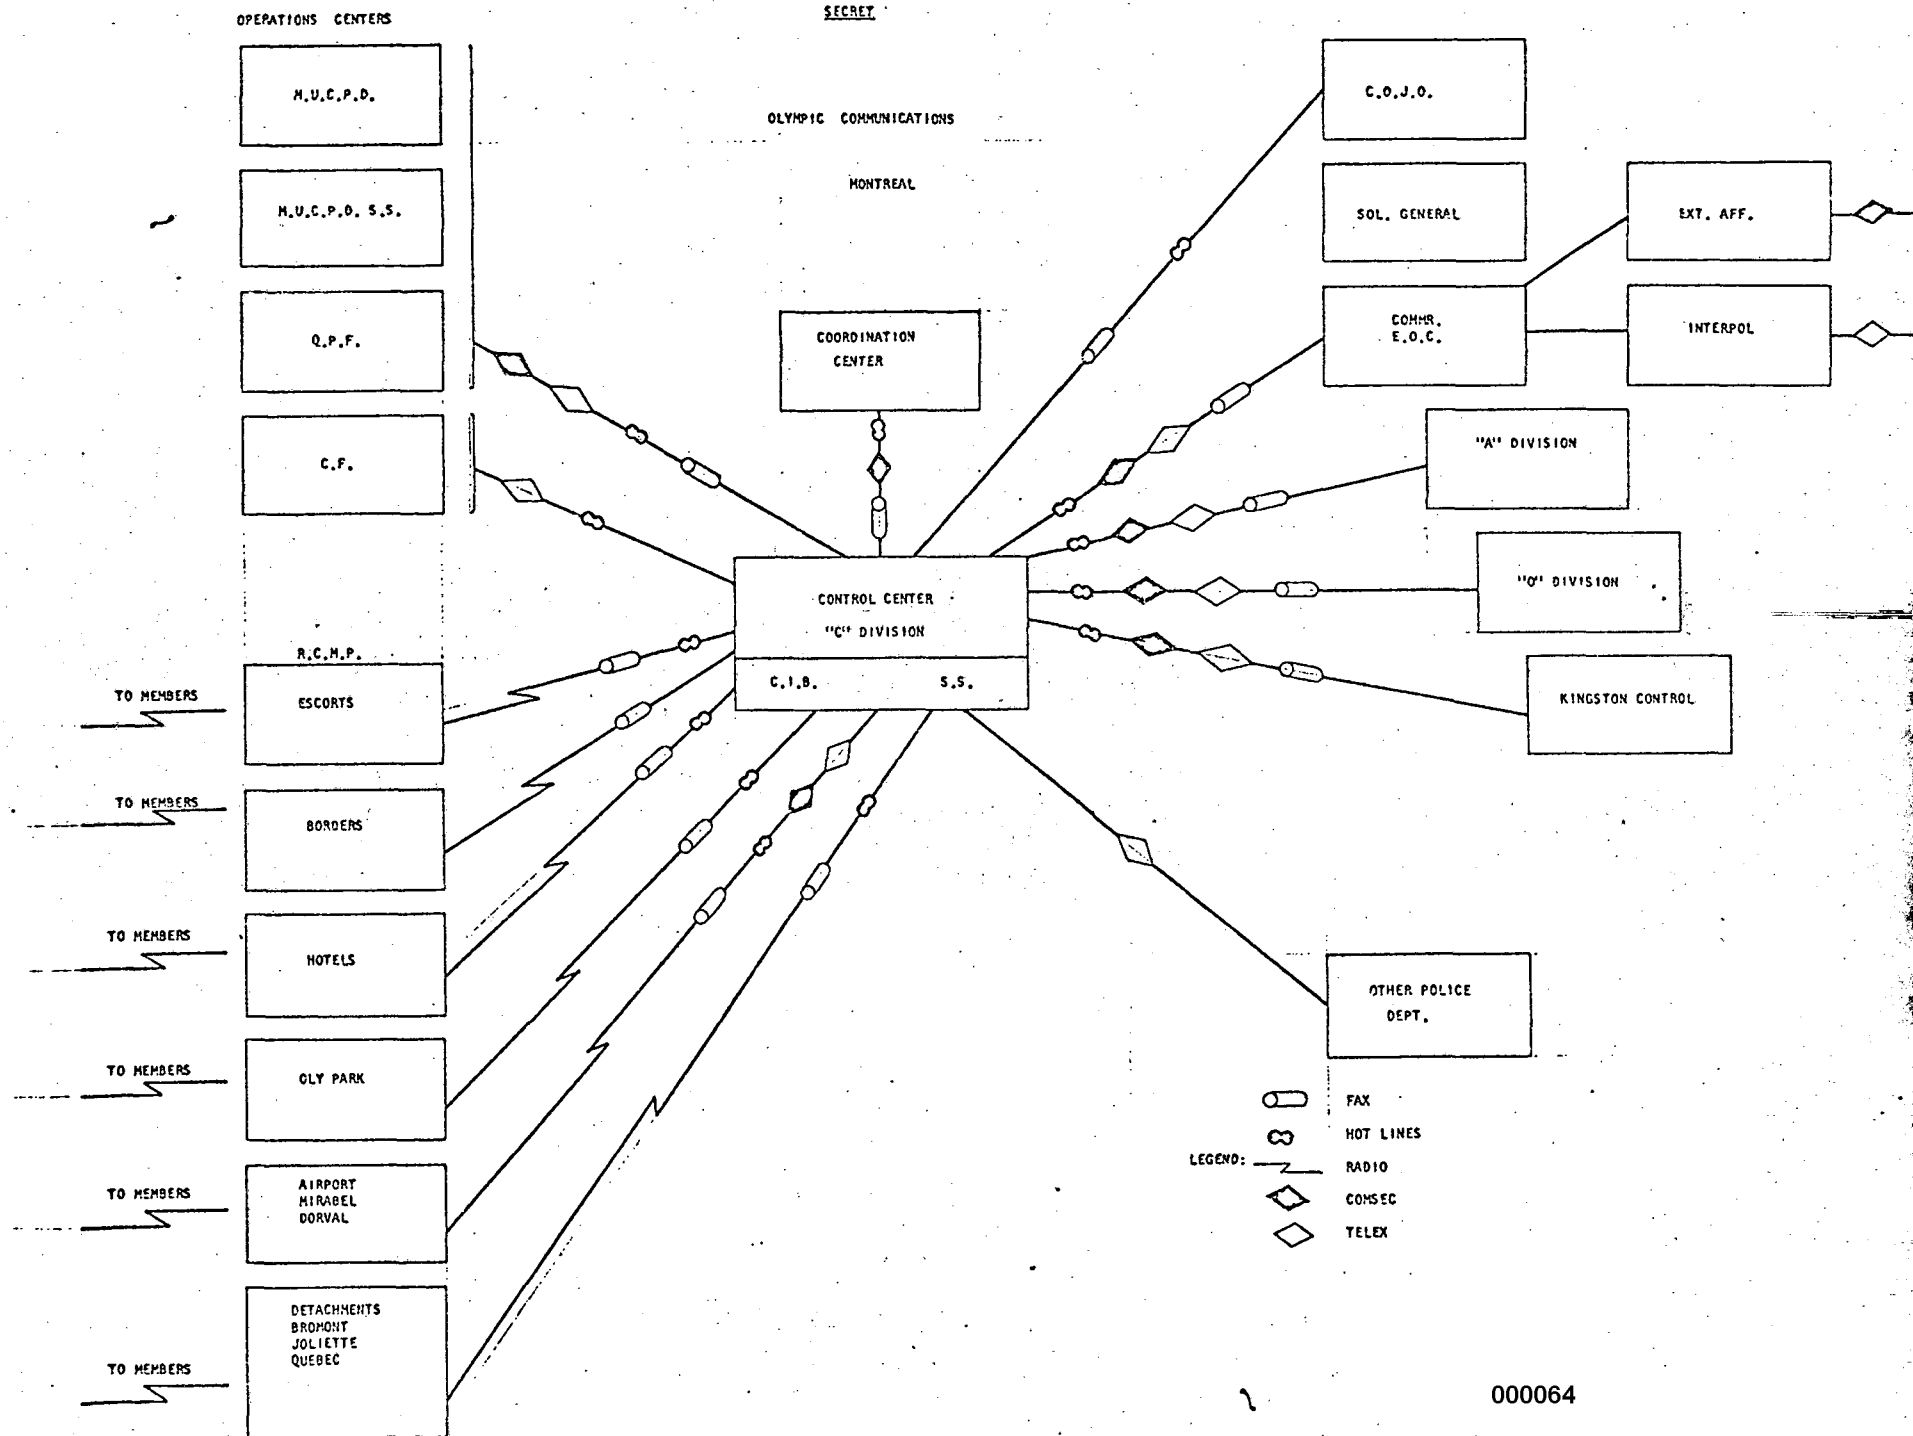 SECRET
OPERATIONS CENTERS
OLYMPIC COMMUNICATIONS
MONTREAL
M.U.C.P.D.
M.U.C.P.D. S.S.
Q.P.F.
C.F.
R.C.M.P.
ESCORTS
TO MEMBERS
BORDERS
TO MEMBERS
HOTELS
TO MEMBERS
OLY PARK
TO MEMBERS
AIRPORT
MIRABEL
DORVAL
TO MEMBERS
DETACHMENTS
BROMONT
JOLIETTE
QUEBEC
TO MEMBERS
COORDINATION
CENTER
CONTROL CENTER
"C" DIVISION
C.I.B. S.S.
C.O.J.O.
SOL. GENERAL
COMMR.
E.O.C.
EXT. AFF.
INTERPOL
"A" DIVISION
"O" DIVISION
KINGSTON CONTROL
OTHER POLICE
DEPT.
LEGEND:
FAX
HOT LINES
RADIO
COMSEC
TELEX
000064